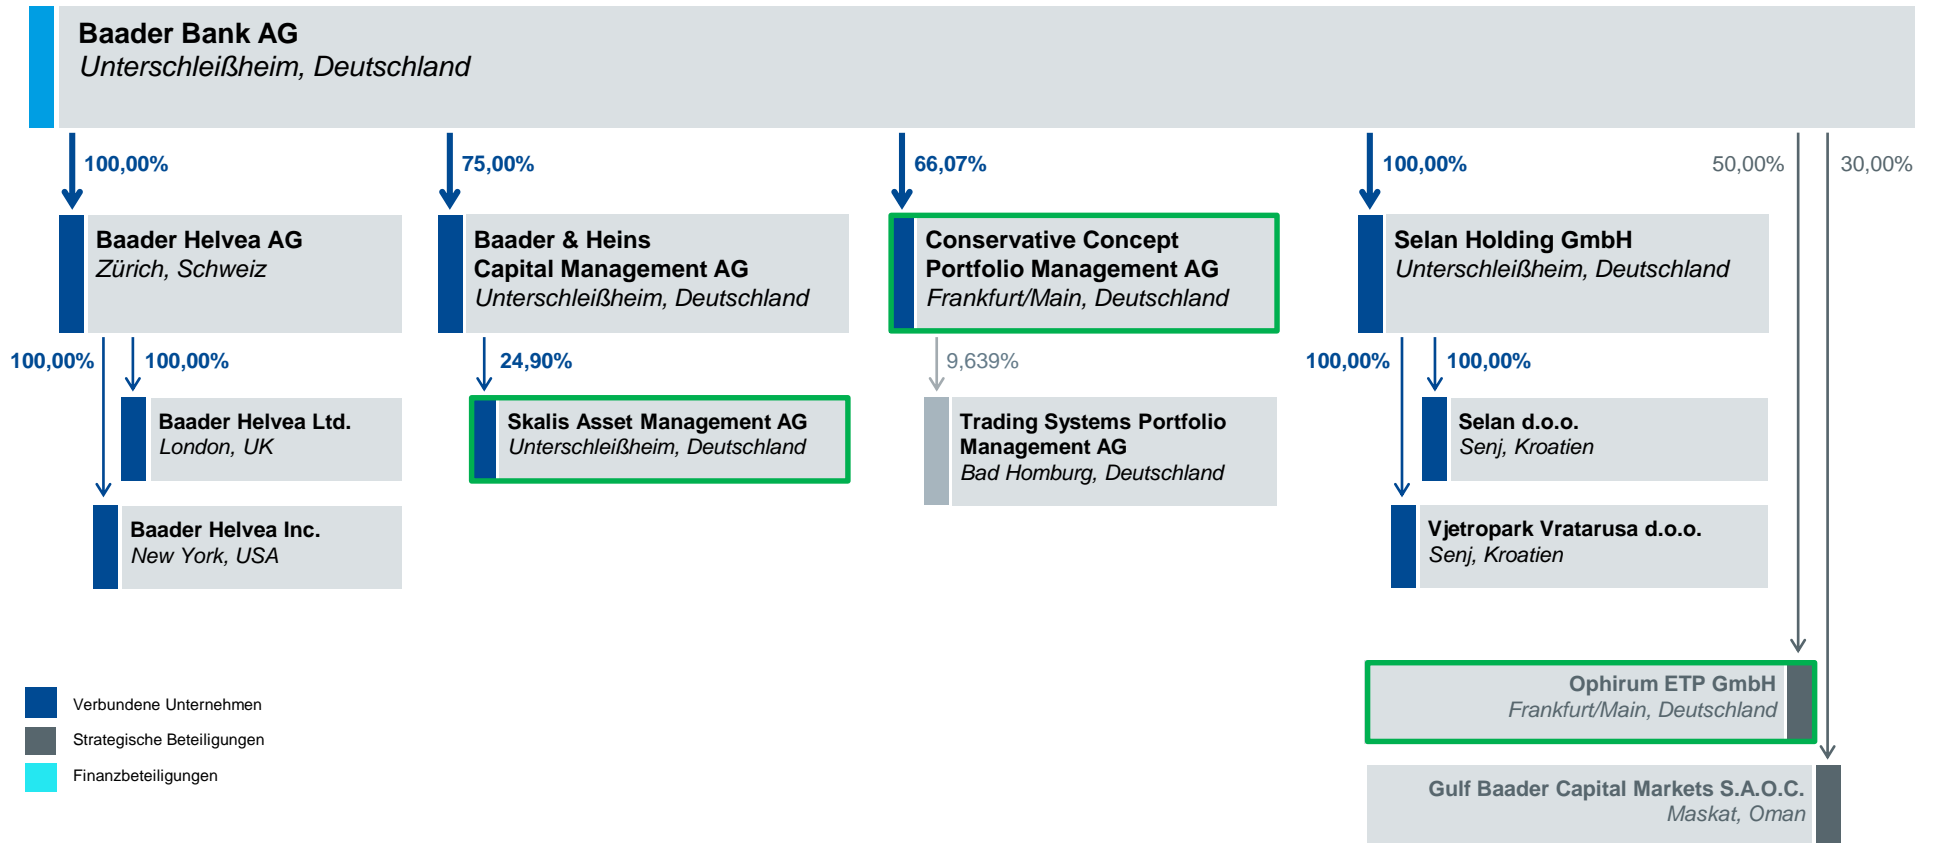 Baader Bank AG
Unterschleißheim, Deutschland
100,00%
75,00%
66,07%
100,00%
50,00%
30,00%
Baader Helvea AG
Zürich, Schweiz
Baader & Heins
Capital Management AG
Unterschleißheim, Deutschland
Conservative Concept
Portfolio Management AG
Frankfurt/Main, Deutschland
Selan Holding GmbH
Unterschleißheim, Deutschland
100,00%
100,00%
24,90%
9,639%
100,00%
100,00%
Baader Helvea Ltd.
London, UK
Skalis Asset Management AG
Unterschleißheim, Deutschland
Trading Systems Portfolio
Management AG
Bad Homburg, Deutschland
Selan d.o.o.
Senj, Kroatien
Baader Helvea Inc.
New York, USA
Vjetropark Vratarusa d.o.o.
Senj, Kroatien
Ophirum ETP GmbH
Frankfurt/Main, Deutschland
Gulf Baader Capital Markets S.A.O.C.
Maskat, Oman
Verbundene Unternehmen
Strategische Beteiligungen
Finanzbeteiligungen